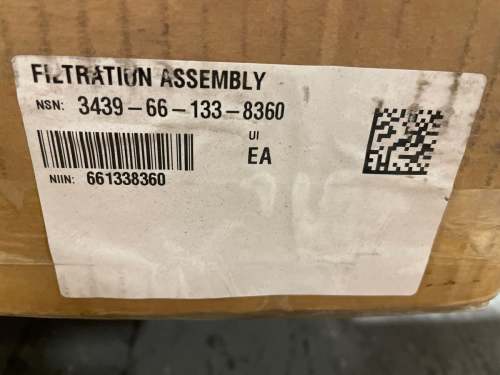 FILTRATION ASSEMBLY
NSN: 3439-66-133-8360
UI
EA
NIIN: 661338360